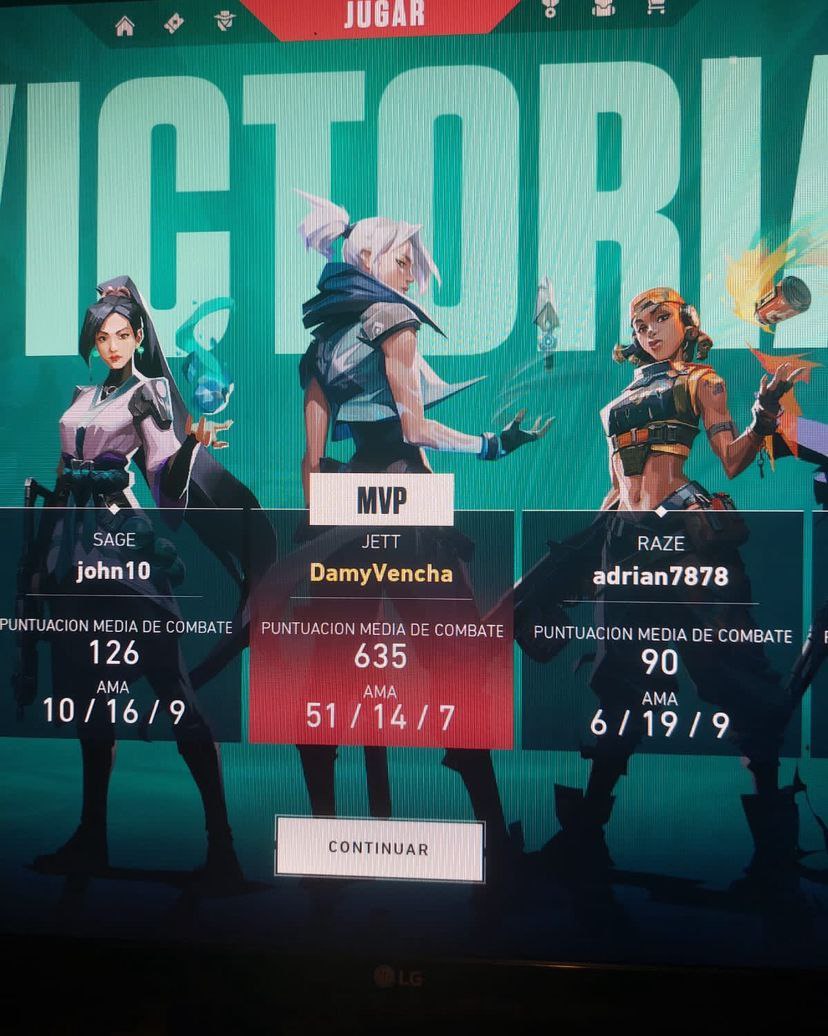 JUGAR
VICTORIA
MVP
SAGE
john10
PUNTUACION MEDIA DE COMBATE
126
AMA
10 / 16 / 9
JETT
DamyVencha
PUNTUACION MEDIA DE COMBATE
635
AMA
51 / 14 / 7
RAZE
adrian7878
PUNTUACION MEDIA DE COMBATE
90
AMA
6 / 19 / 9
CONTINUAR
LG